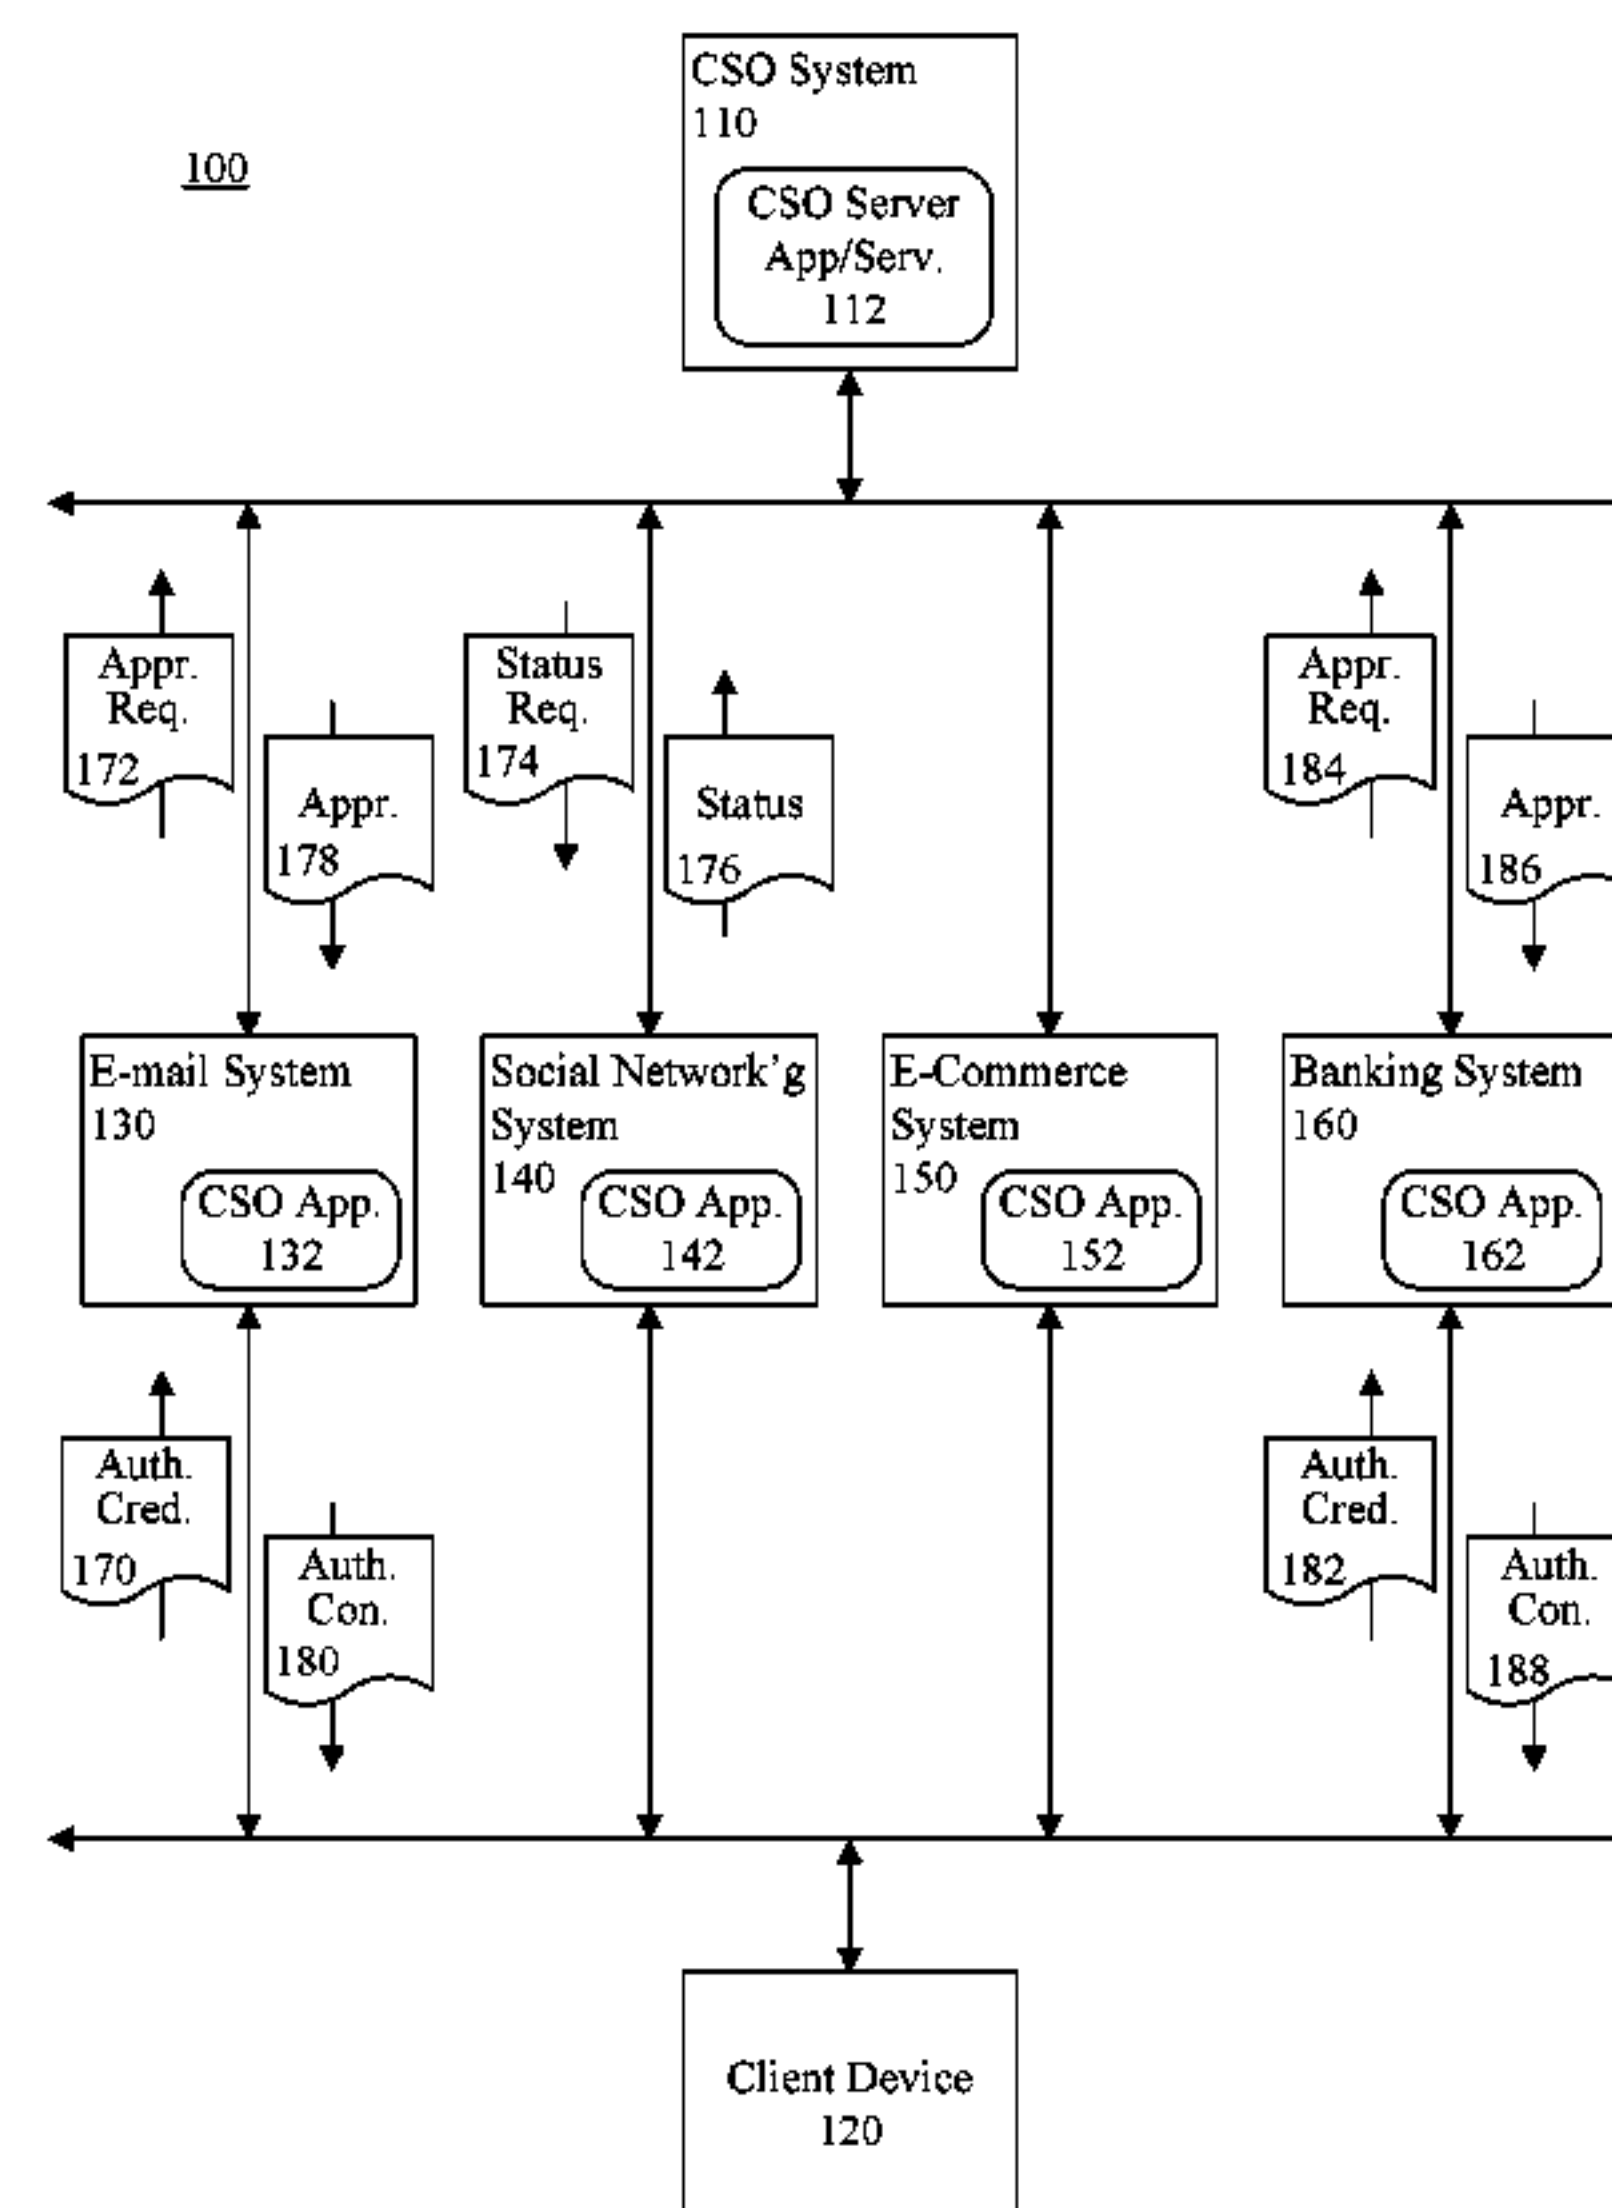 CSO System
110
100
CSO Server
App/Serv.
112
Appr.
Req.
172
Appr.
178
Status
Req.
174
Status
176
Appr.
Req.
184
Appr.
186
E-mail System
130
CSO App.
132
Social Network'g
System
140
CSO App.
142
E-Commerce
System
150
CSO App.
152
Banking System
160
CSO App.
162
Auth.
Cred.
170
Auth.
Con.
180
Auth.
Cred.
182
Auth.
Con.
188
Client Device
120